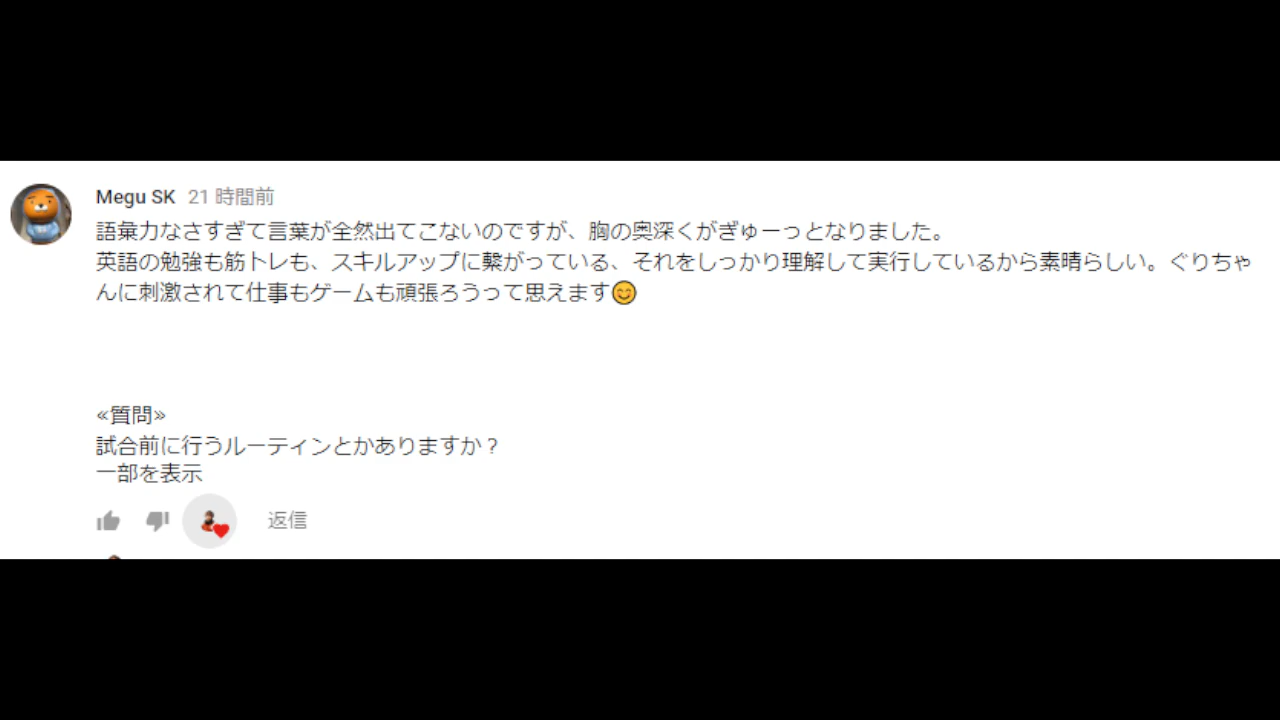 Megu SK 21 時間前
語彙力なさすぎて言葉が全然出てこないのですが、胸の奥深くがぎゅーっとなりました。
英語の勉強も筋トレも、スキルアップに繋がっている、それをしっかり理解して実行しているから素晴らしい。ぐりちゃ
んに刺激されて仕事もゲームも頑張ろうって思えます😊
≪質問≫
試合前に行うルーティンとかありますか？
一部を表示
返信